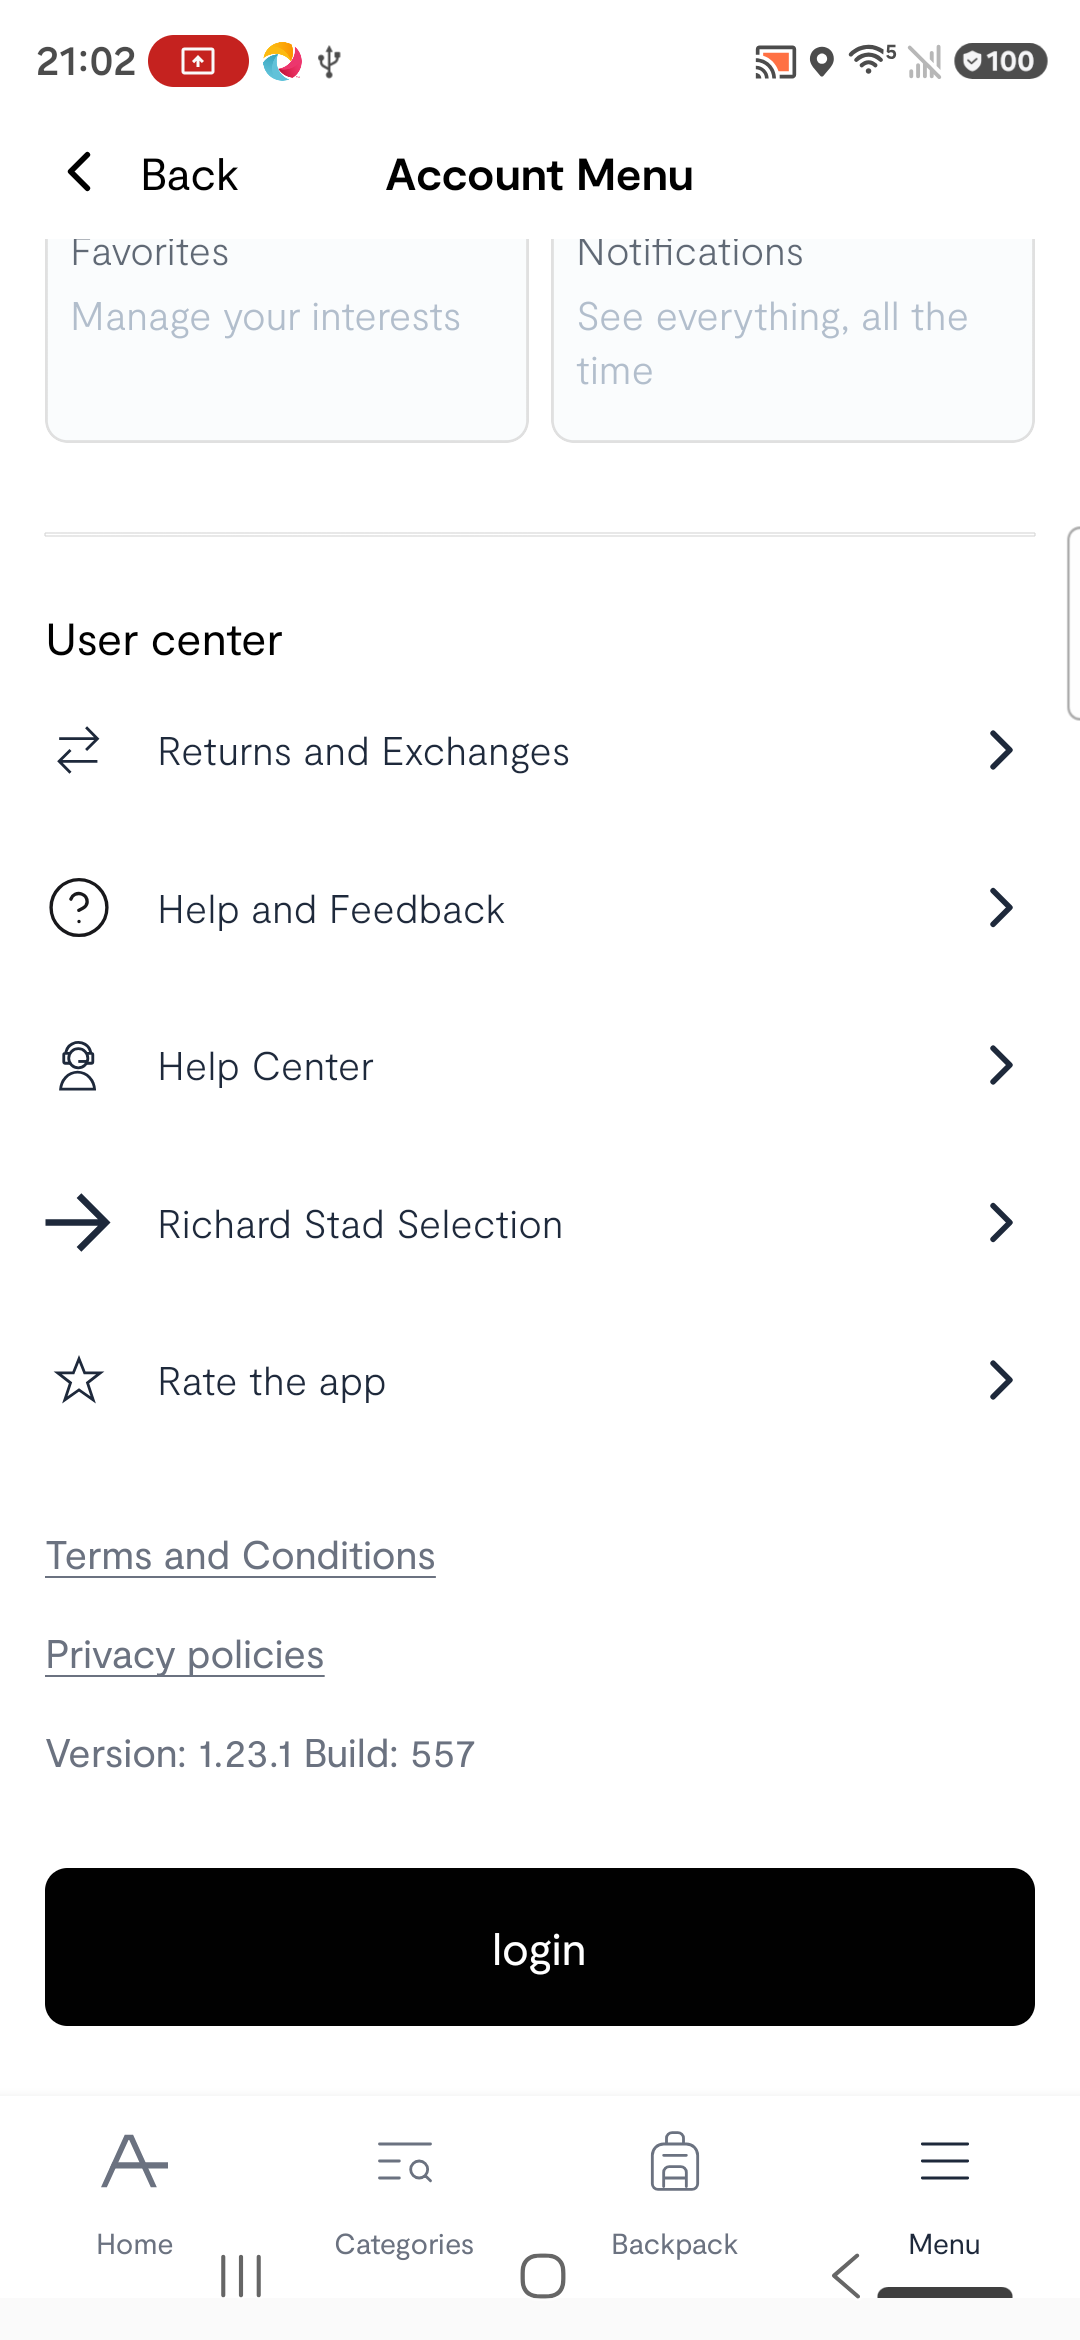 21:02
5
100
Back
Account Menu
Favorites
Notifications
Manage your interests
See everything, all the
time
User center
Returns and Exchanges
Help and Feedback
Help Center
Richard Stad Selection
Rate the app
Terms and Conditions
Privacy policies
Version: 1.23.1 Build: 557
login
Home
Categories
Backpack
Menu